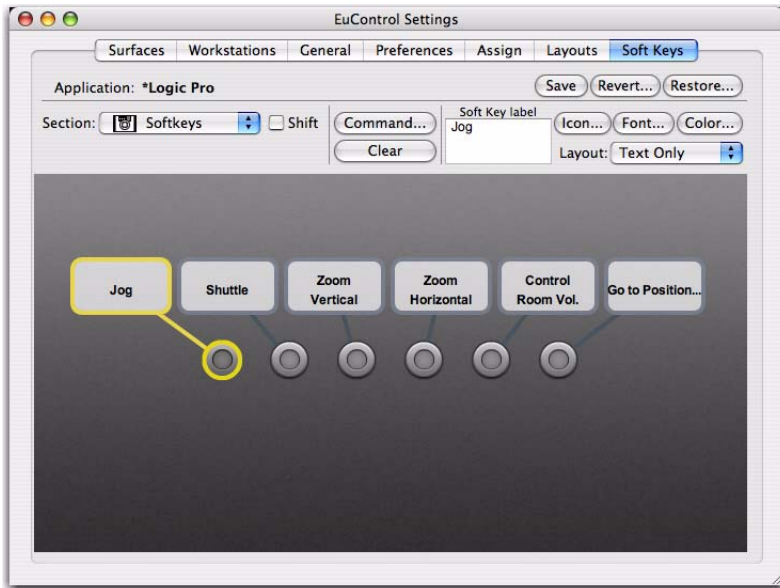 EuControl Settings
Surfaces Workstations General Preferences Assign Layouts Soft Keys
Application: *Logic Pro Save Revert... Restore...
Section: Softkeys Shift Command... Soft Key label Icon... Font... Color...
Jog
Clear Layout: Text Only
Jog Shuttle Zoom Vertical Zoom Horizontal Control Room Vol. Go to Position...